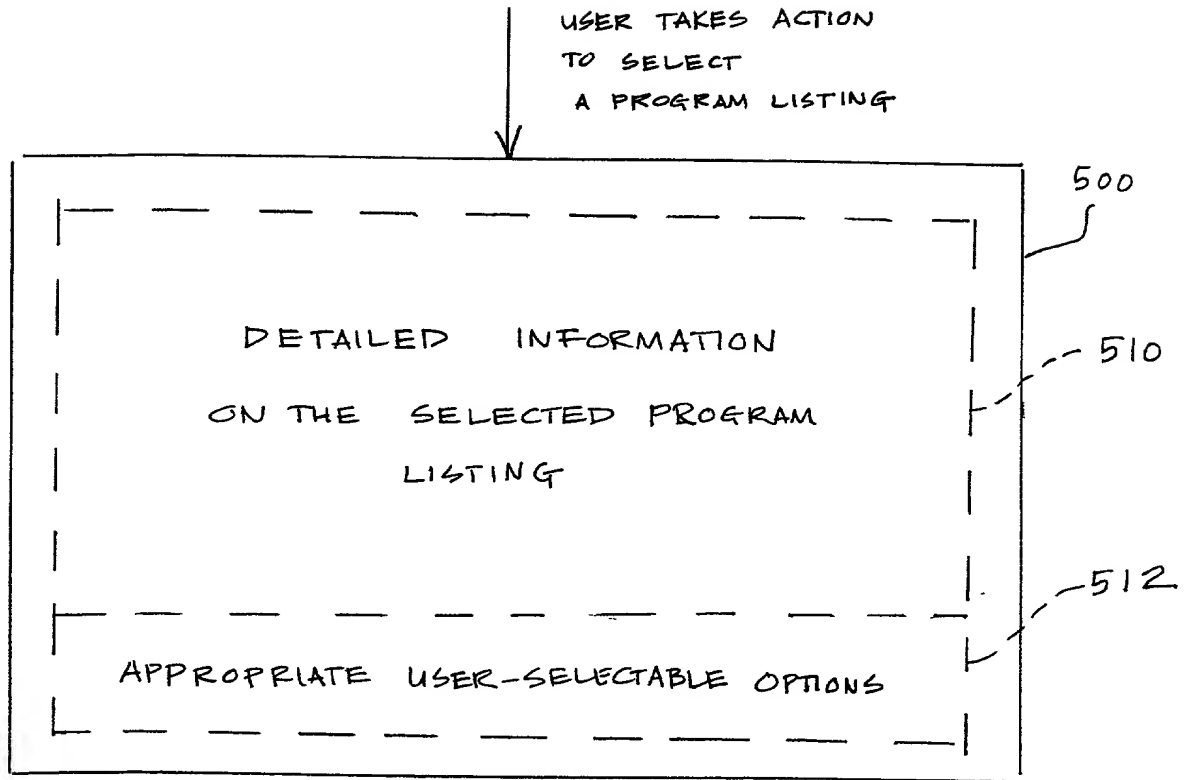 USER TAKES ACTION
TO SELECT
A PROGRAM LISTING
500
DETAILED INFORMATION
510
ON THE SELECTED PROGRAM
LISTING
512
APPROPRIATE USER-SELECTABLE OPTIONS